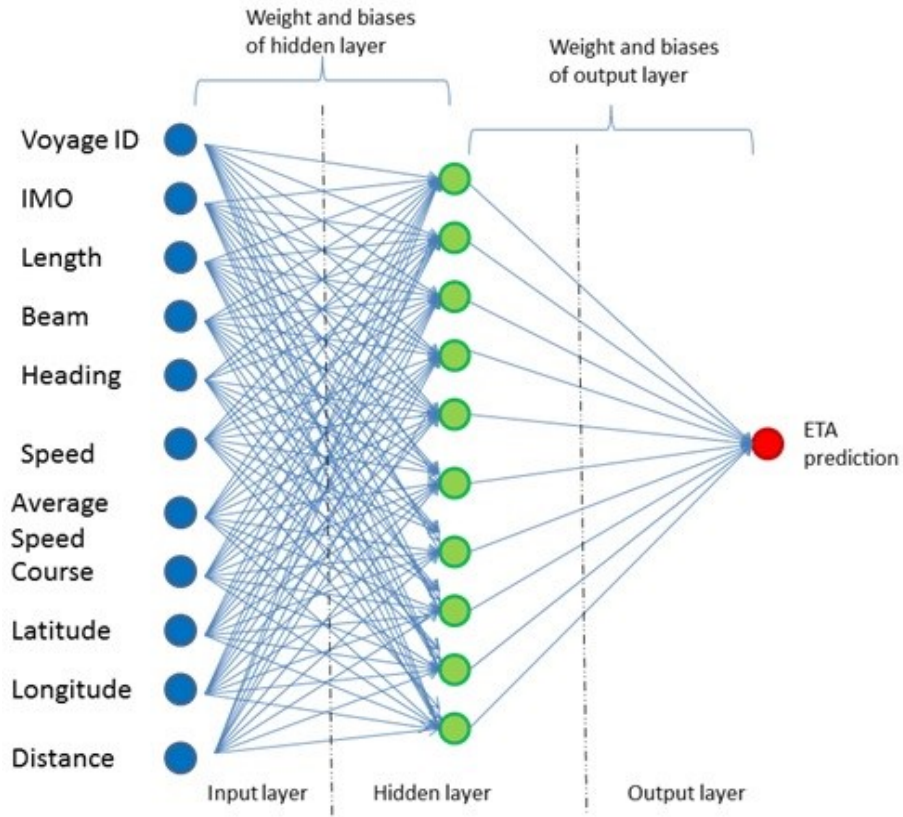 Weight and biases
of hidden layer
Weight and biases
of output layer
Voyage ID
IMO
Length
Beam
Heading
Speed
Average
Speed
Course
Latitude
Longitude
Distance
ETA
prediction
Input layer
Hidden layer
Output layer